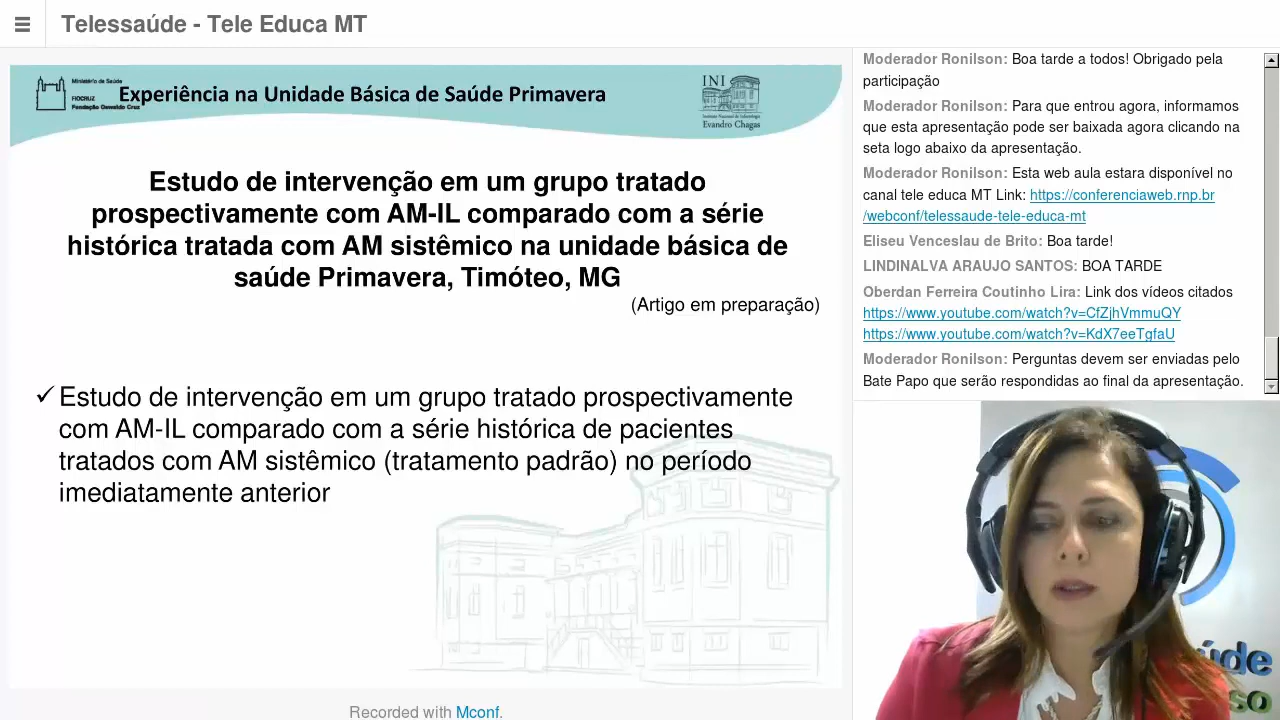 Telessaúde - Tele Educa MT
Ministério da Saúde
FIOCRUZ
Fundação Oswaldo Cruz
Experiência na Unidade Básica de Saúde Primavera
INI
Evandro Chagas
Estudo de intervenção em um grupo tratado
prospectivamente com AM-IL comparado com a série
histórica tratada com AM sistêmico na unidade básica de
saúde Primavera, Timóteo, MG
(Artigo em preparação)
✓ Estudo de intervenção em um grupo tratado prospectivamente
com AM-IL comparado com a série histórica de pacientes
tratados com AM sistêmico (tratamento padrão) no período
imediatamente anterior
Recorded with Mconf.
Moderador Ronilson: Boa tarde a todos! Obrigado pela
participação
Moderador Ronilson: Para que entrou agora, informamos
que esta apresentação pode ser baixada agora clicando na
seta logo abaixo da apresentação.
Moderador Ronilson: Esta web aula estara disponível no
canal tele educa MT Link: https://conferenciaweb.rnp.br
/webconf/telessaude-tele-educa-mt
Eliseu Venceslau de Brito: Boa tarde!
LINDINALVA ARAUJO SANTOS: BOA TARDE
Oberdan Ferreira Coutinho Lira: Link dos vídeos citados
https://www.youtube.com/watch?v=CfZjhVmmuQY
https://www.youtube.com/watch?v=KdX7eeTgfaU
Moderador Ronilson: Perguntas devem ser enviadas pelo
Bate Papo que serão respondidas ao final da apresentação.
úde
so